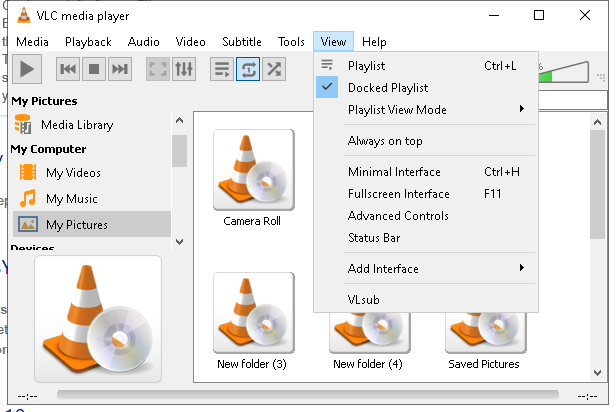 VLC media player
Media Playback Audio Video Subtitle Tools View Help
Playlist Ctrl+L
Docked Playlist
Playlist View Mode
Always on top
Minimal Interface Ctrl+H
Fullscreen Interface F11
Advanced Controls
Status Bar
Add Interface
VLsub
%
My Pictures
Media Library
My Computer
My Videos
My Music
My Pictures
Devices
Camera Roll
New folder (3)
New folder (4)
Saved Pictures
--:-- --:--